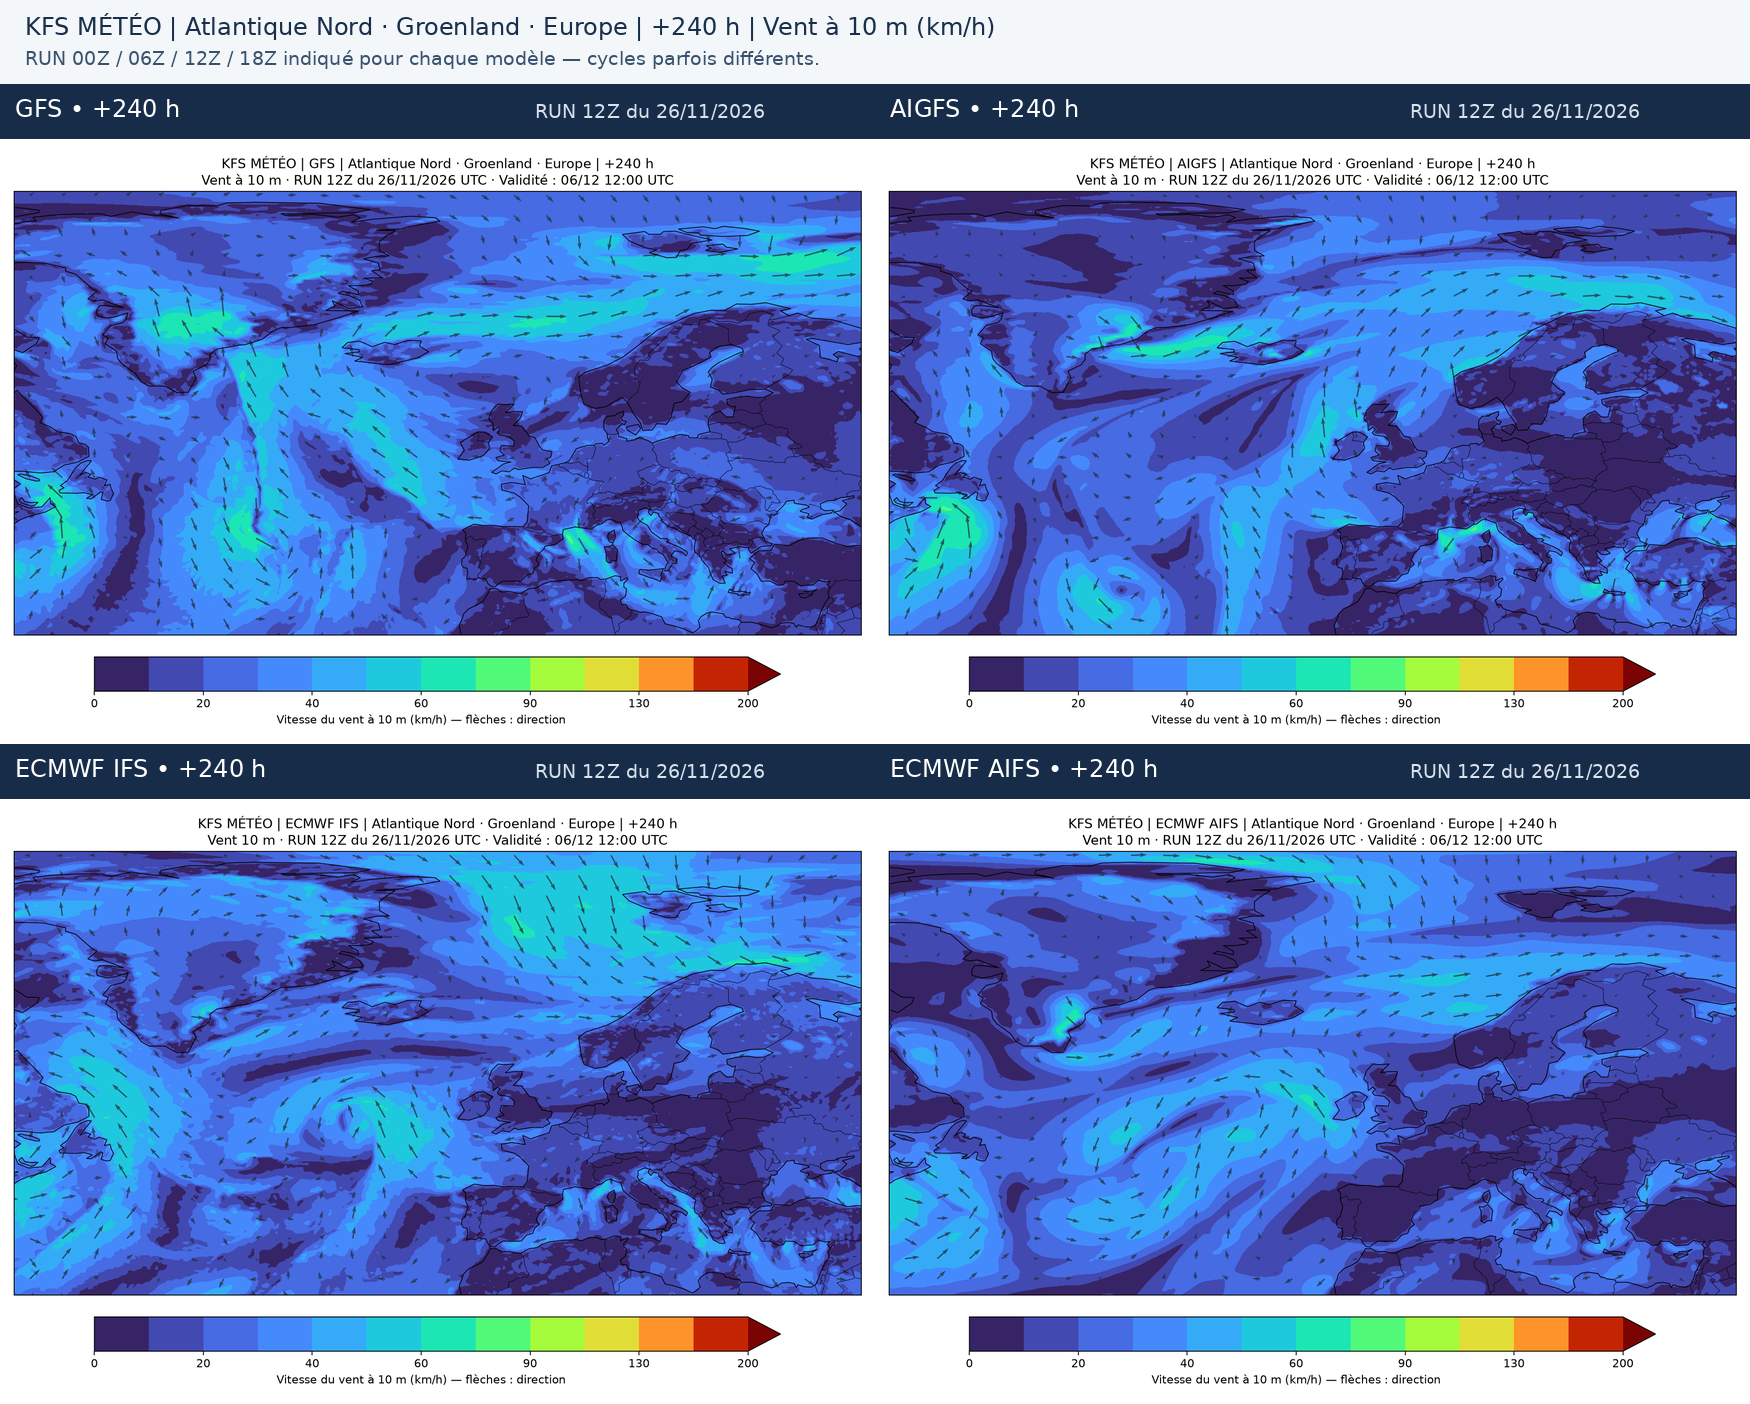 KFS MÉTÉO | Atlantique Nord · Groenland · Europe | +240 h | Vent à 10 m (km/h)
RUN 00Z / 06Z / 12Z / 18Z indiqué pour chaque modèle — cycles parfois différents.
GFS • +240 h RUN 12Z du 26/11/2026
KFS MÉTÉO | GFS | Atlantique Nord · Groenland · Europe | +240 h
Vent à 10 m · RUN 12Z du 26/11/2026 UTC · Validité : 06/12 12:00 UTC
0 20 40 60 90 130 200
Vitesse du vent à 10 m (km/h) — flèches : direction
AIGFS • +240 h RUN 12Z du 26/11/2026
KFS MÉTÉO | AIGFS | Atlantique Nord · Groenland · Europe | +240 h
Vent à 10 m · RUN 12Z du 26/11/2026 UTC · Validité : 06/12 12:00 UTC
0 20 40 60 90 130 200
Vitesse du vent à 10 m (km/h) — flèches : direction
ECMWF IFS • +240 h RUN 12Z du 26/11/2026
KFS MÉTÉO | ECMWF IFS | Atlantique Nord · Groenland · Europe | +240 h
Vent 10 m · RUN 12Z du 26/11/2026 UTC · Validité : 06/12 12:00 UTC
0 20 40 60 90 130 200
Vitesse du vent à 10 m (km/h) — flèches : direction
ECMWF AIFS • +240 h RUN 12Z du 26/11/2026
KFS MÉTÉO | ECMWF AIFS | Atlantique Nord · Groenland · Europe | +240 h
Vent 10 m · RUN 12Z du 26/11/2026 UTC · Validité : 06/12 12:00 UTC
0 20 40 60 90 130 200
Vitesse du vent à 10 m (km/h) — flèches : direction